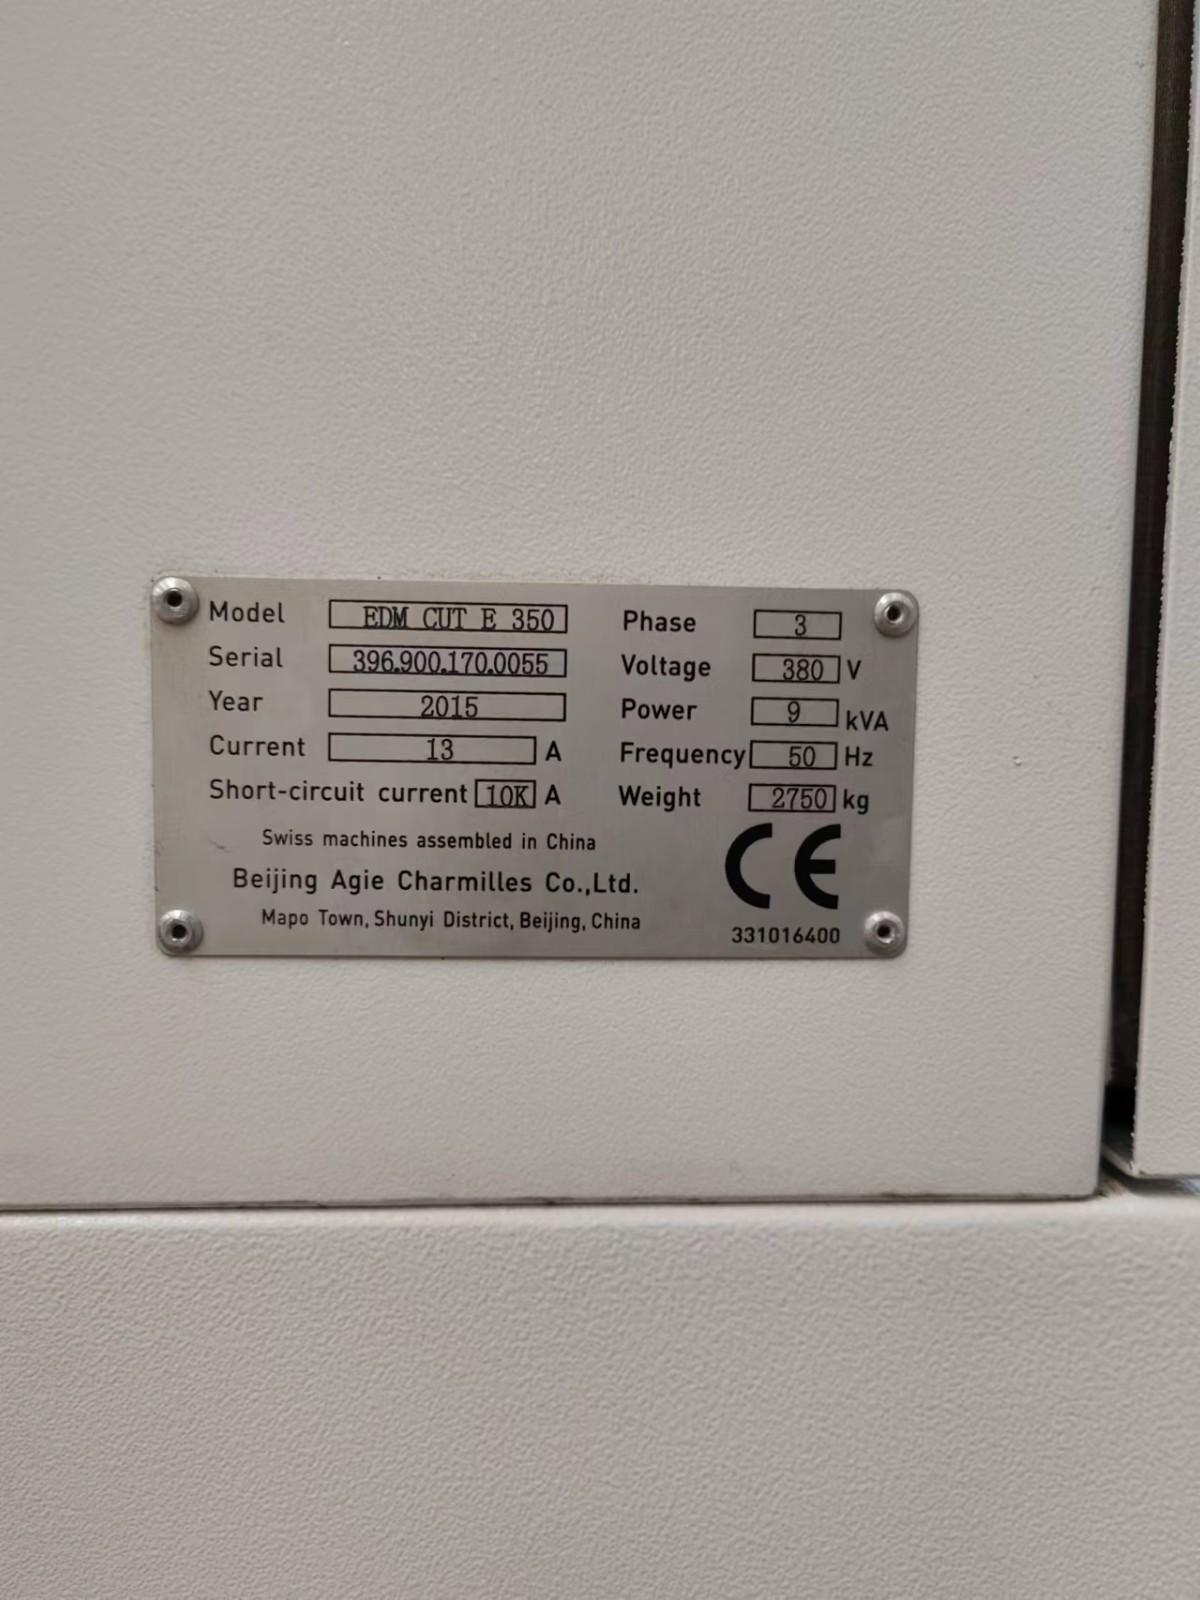 Model EDM CUT E 350
Serial 396.900.170.0055
Year 2015
Current 13 A
Short-circuit current 10K A
Phase 3
Voltage 380 V
Power 9 kVA
Frequency 50 Hz
Weight 2750 kg
Swiss machines assembled in China
Beijing Agie Charmilles Co.,Ltd.
Mapo Town, Shunyi District, Beijing, China
CE
331016400